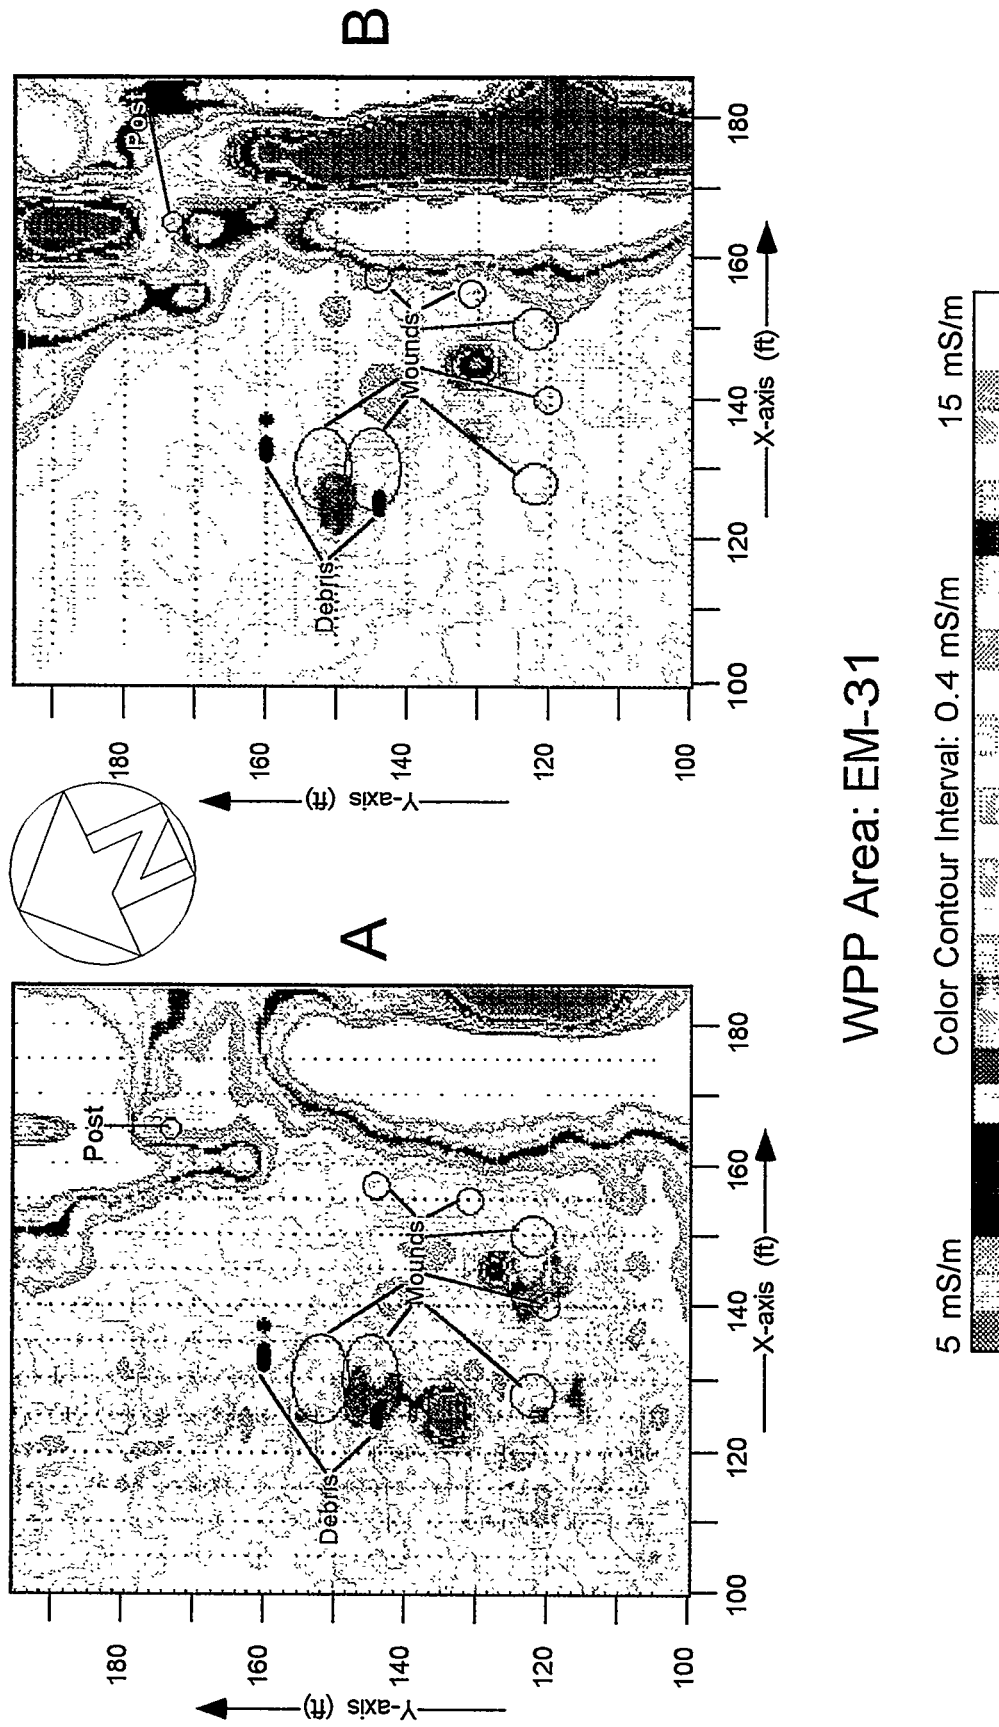 Post
180
160
140
120
100
Y-axis (ft)
Debris
Mounds
100
120
140
160
180
X-axis (ft)
A
N
Post
180
160
140
120
100
Y-axis (ft)
Debris
Mounds
100
120
140
160
180
X-axis (ft)
B
WPP Area: EM-31
5 mS/m
Color Contour Interval: 0.4 mS/m
15 mS/m